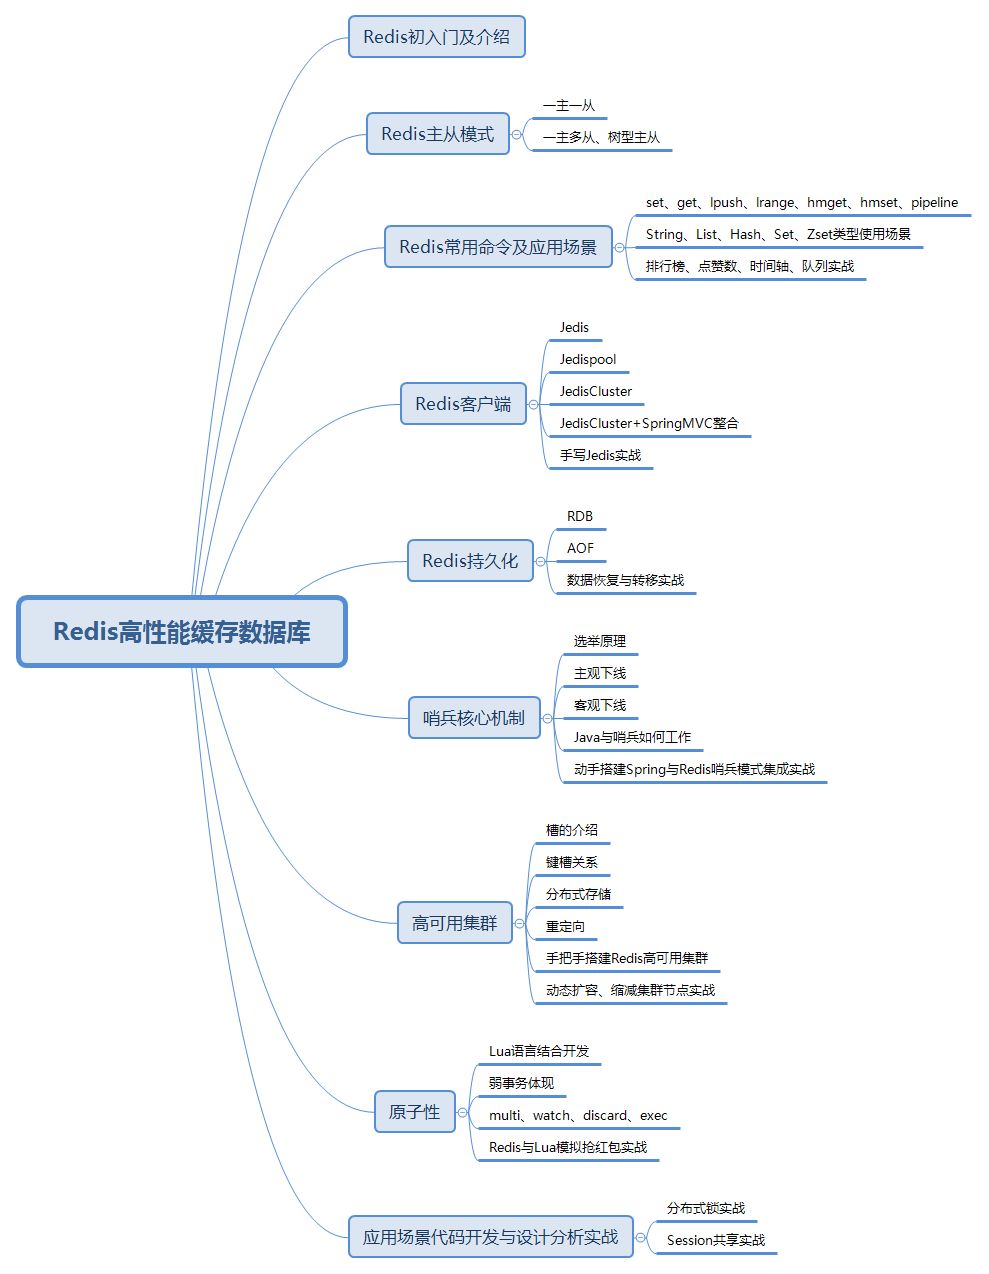 Redis初入门及介绍
Redis主从模式
一主一从
一主多从、树型主从
Redis常用命令及应用场景
set、get、lpush、lrange、hmget、hmset、pipeline
String、List、Hash、Set、Zset类型使用场景
排行榜、点赞数、时间轴、队列实战
Redis客户端
Jedis
Jedispool
JedisCluster
JedisCluster+SpringMVC整合
手写Jedis实战
Redis持久化
RDB
AOF
数据恢复与转移实战
Redis高性能缓存数据库
哨兵核心机制
选举原理
主观下线
客观下线
Java与哨兵如何工作
动手搭建Spring与Redis哨兵模式集成实战
高可用集群
槽的介绍
键槽关系
分布式存储
重定向
手把手搭建Redis高可用集群
动态扩容、缩减集群节点实战
原子性
Lua语言结合开发
弱事务体现
multi、watch、discard、exec
Redis与Lua模拟抢红包实战
应用场景代码开发与设计分析实战
分布式锁实战
Session共享实战